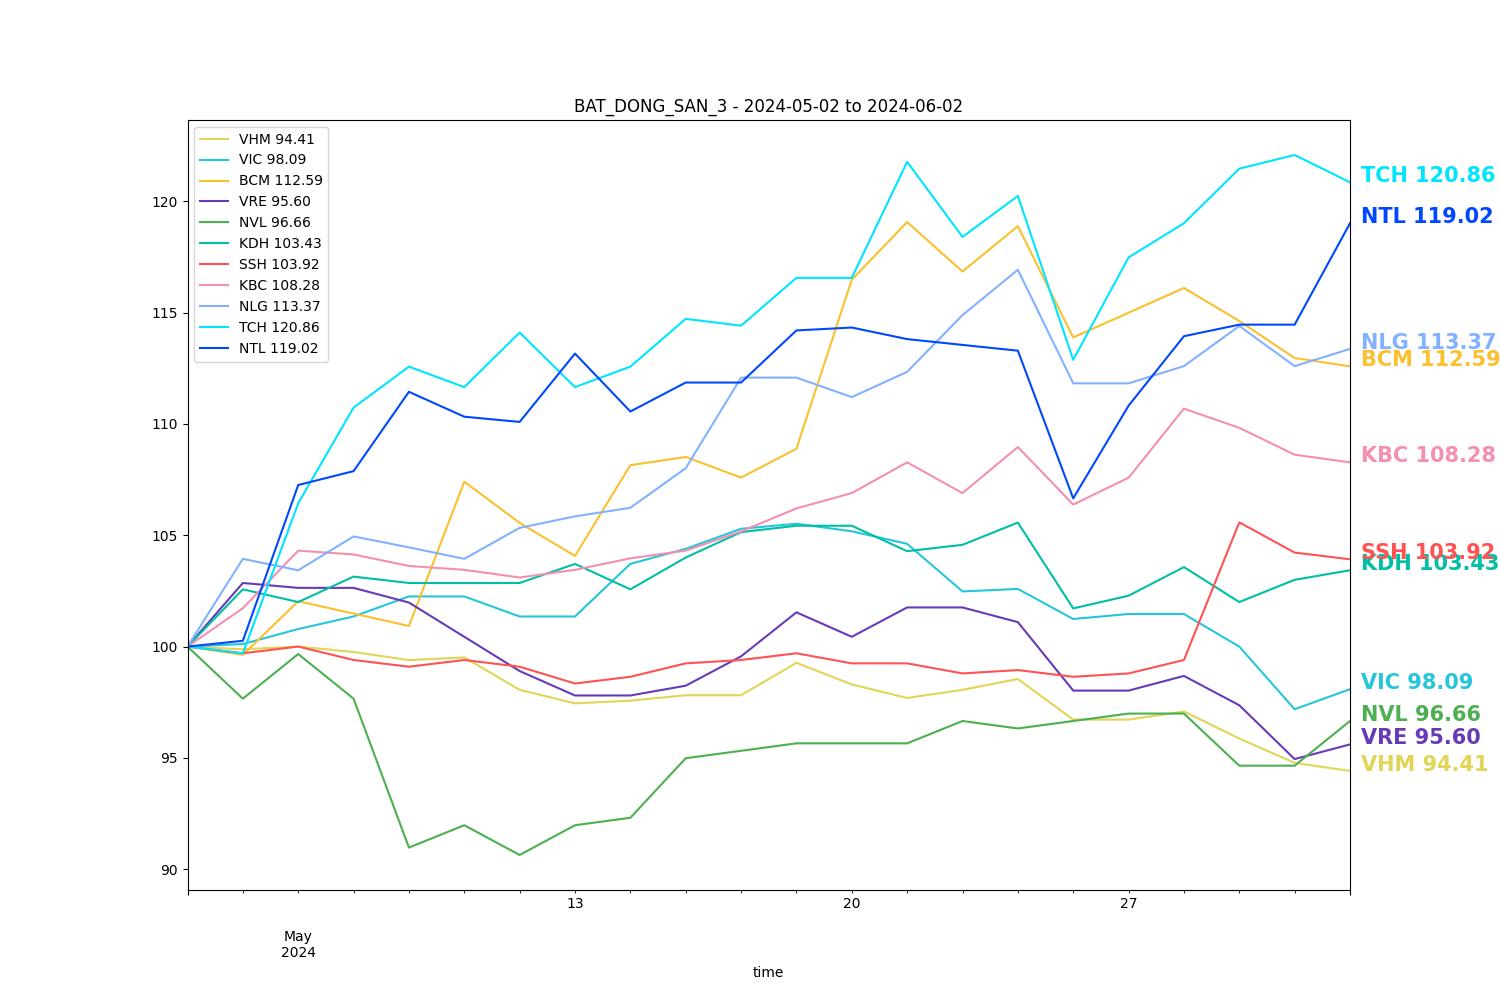 BAT_DONG_SAN_3 - 2024-05-02 to 2024-06-02
VHM 94.41
VIC 98.09
BCM 112.59
VRE 95.60
NVL 96.66
KDH 103.43
SSH 103.92
KBC 108.28
NLG 113.37
TCH 120.86
NTL 119.02
120
115
110
105
100
95
90
TCH 120.86
NTL 119.02
NLG 113.37
BCM 112.59
KBC 108.28
SSH 103.92
KDH 103.43
VIC 98.09
NVL 96.66
VRE 95.60
VHM 94.41
13
20
27
May
2024
time